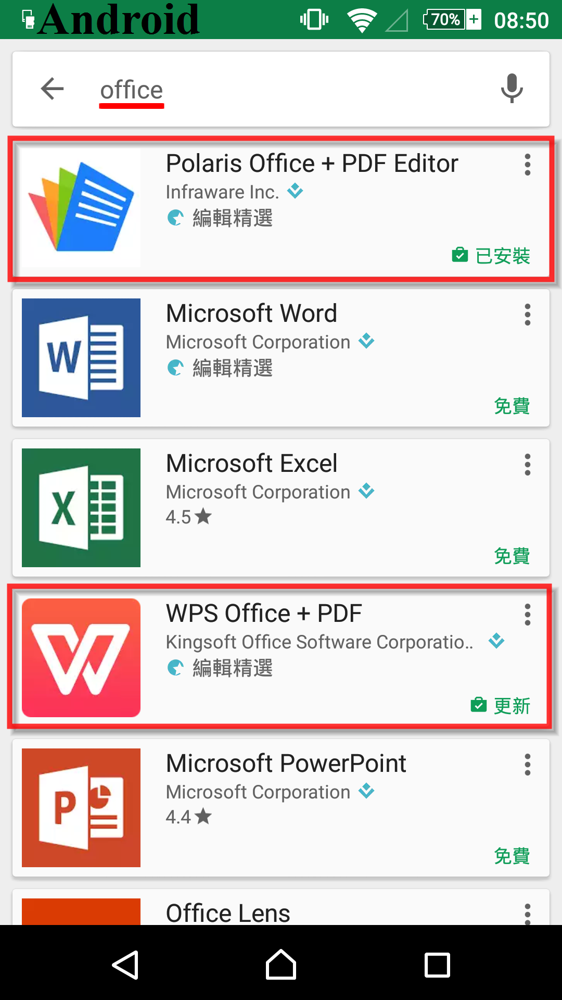 Android
70%
08:50
office
Polaris Office + PDF Editor
Infraware Inc.
編輯精選
已安裝
W
Microsoft Word
Microsoft Corporation
編輯精選
免費
X
Microsoft Excel
Microsoft Corporation
4.5
免費
WPS Office + PDF
Kingsoft Office Software Corporatio..
編輯精選
更新
P
Microsoft PowerPoint
Microsoft Corporation
4.4
免費
Office Lens